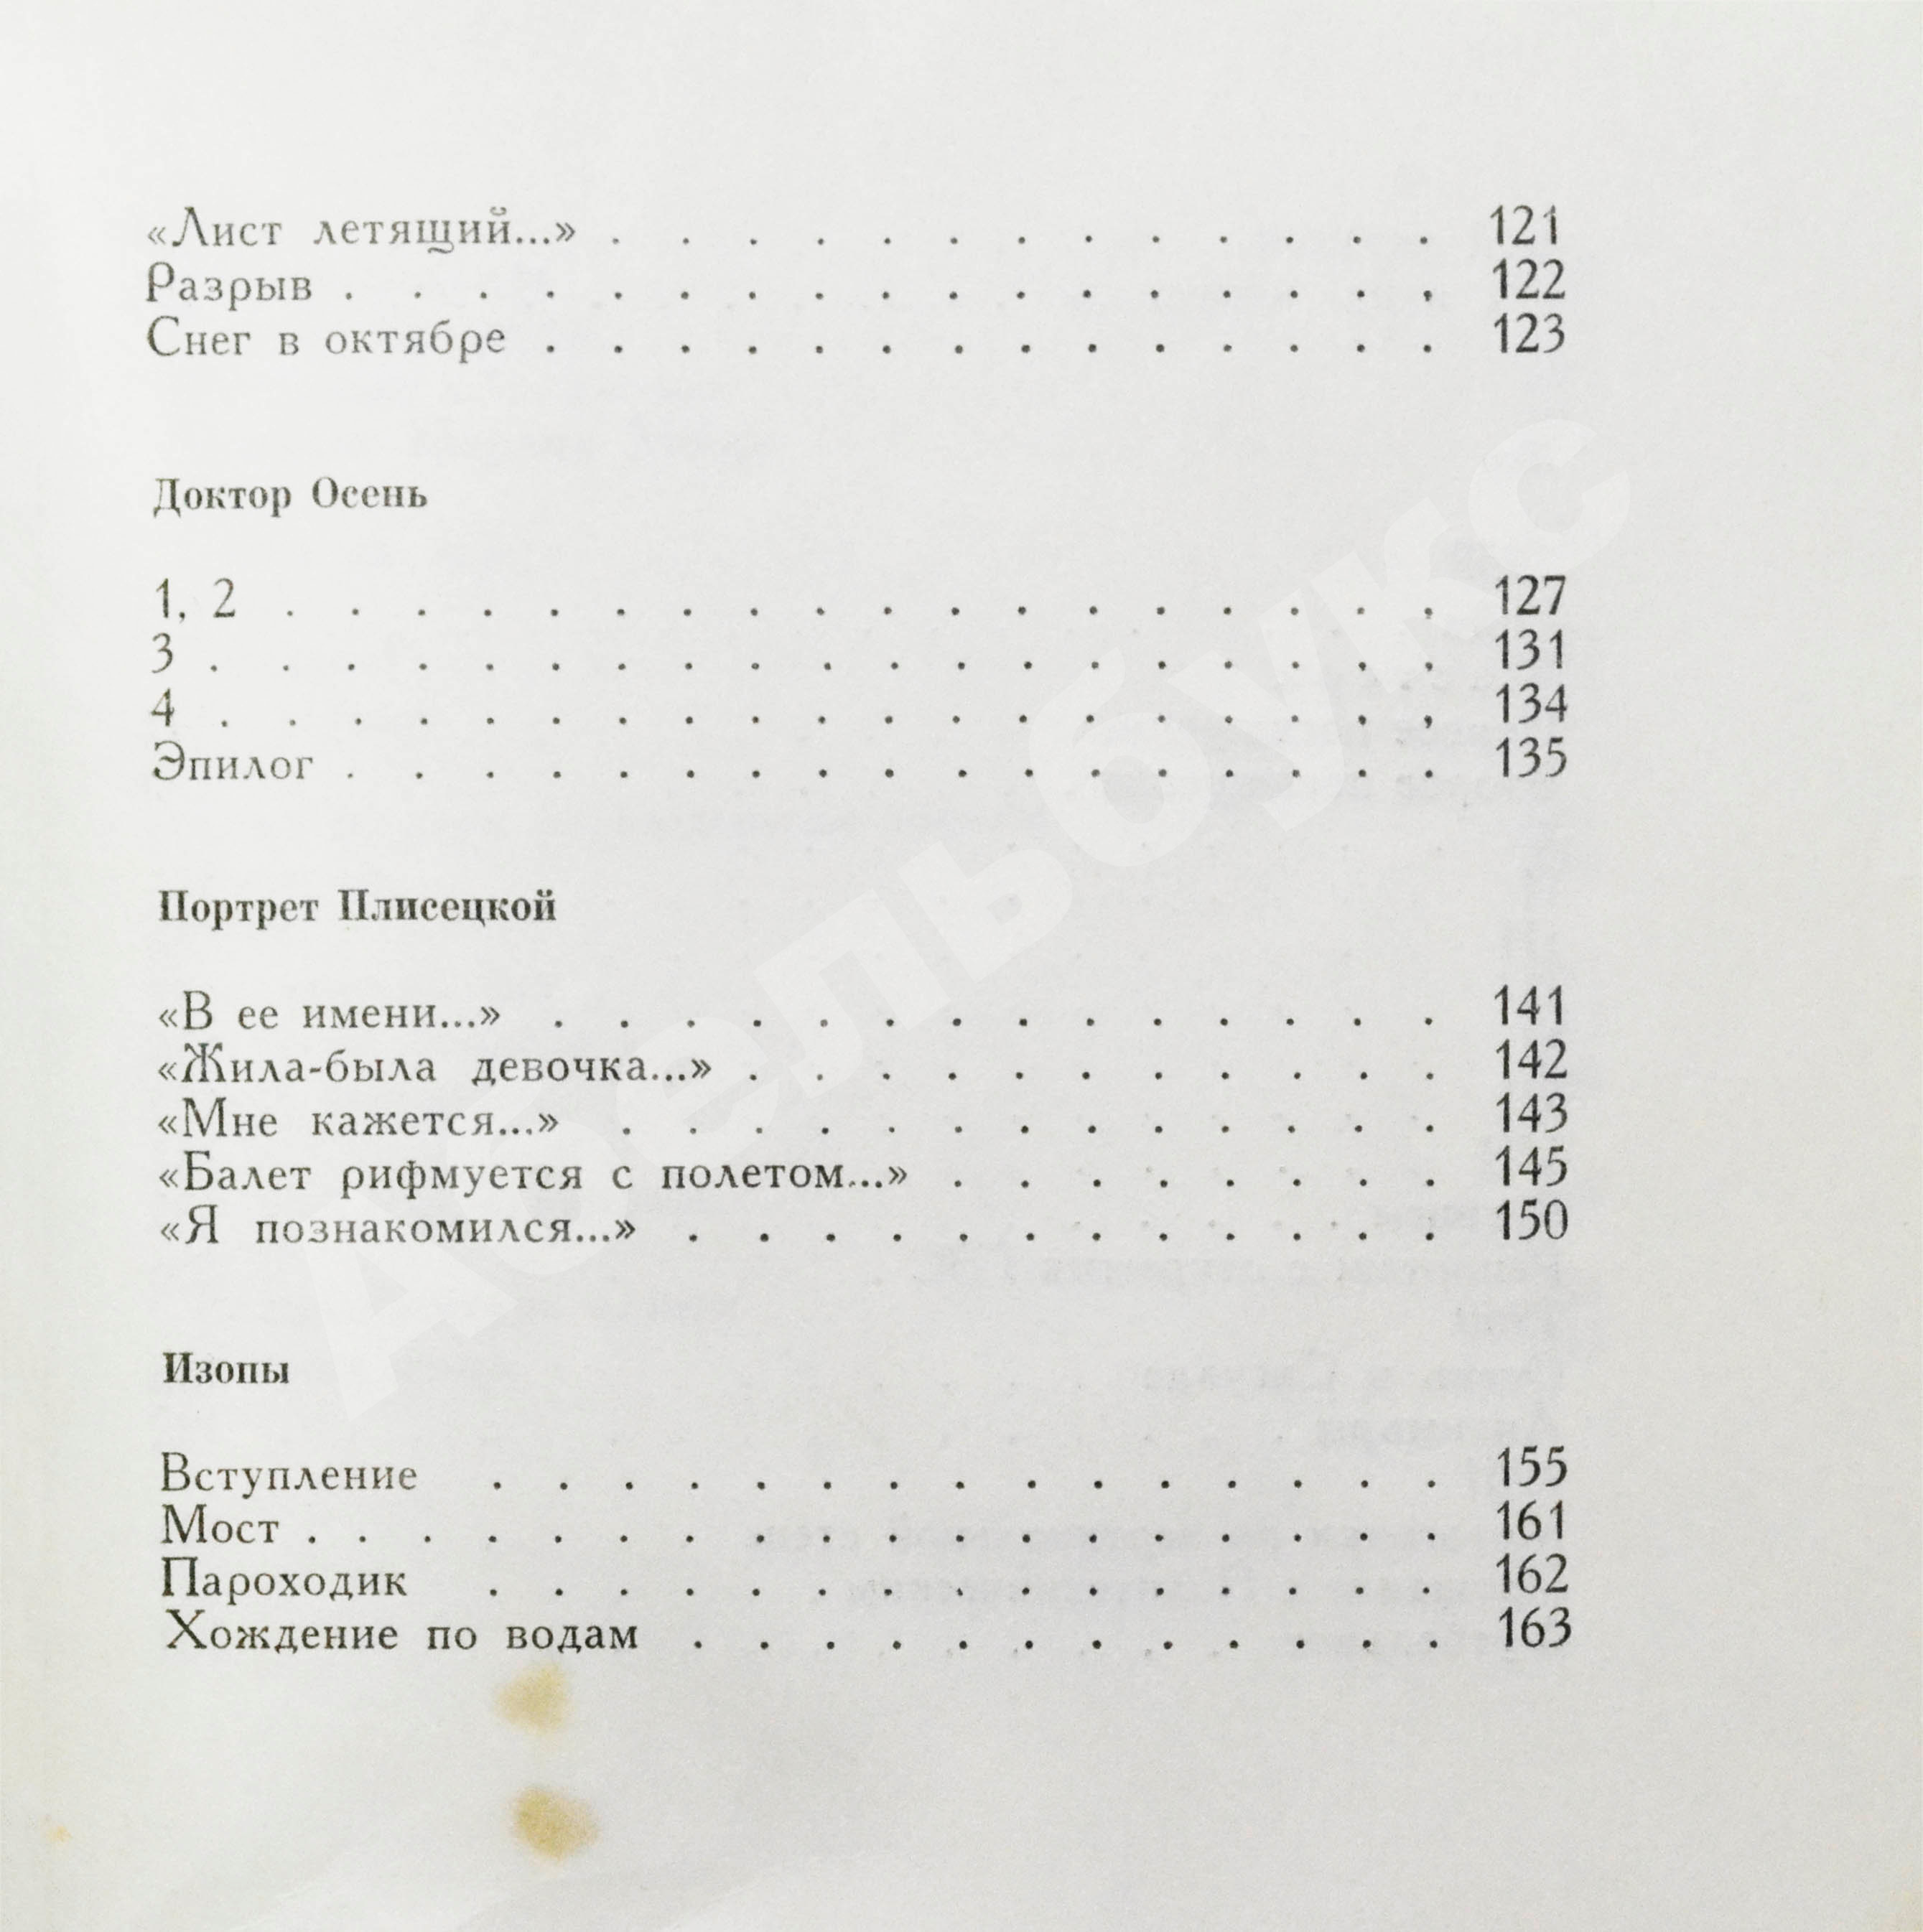 «Лист летящий...» . . . . . . . . . . . . . 121
Разрыв . . . . . . . . . . . . . . . . . 122
Снег в октябре . . . . . . . . . . . . . . 123
Доктор Осень
1, 2 . . . . . . . . . . . . . . . . . . 127
3 . . . . . . . . . . . . . . . . . . . 131
4 . . . . . . . . . . . . . . . . . . . 134
Эпилог . . . . . . . . . . . . . . . . . 135
Портрет Плисецкой
«В ее имени...» . . . . . . . . . . . . . . 141
«Жила-была девочка...» . . . . . . . . . . . 142
«Мне кажется...» . . . . . . . . . . . . . 143
«Балет рифмуется с полетом...» . . . . . . . . 145
«Я познакомился...» . . . . . . . . . . . . 150
Изопы
Вступление . . . . . . . . . . . . . . . 155
Мост . . . . . . . . . . . . . . . . . . 161
Пароходик . . . . . . . . . . . . . . . 162
Хождение по водам . . . . . . . . . . . . 163
Абельбукс